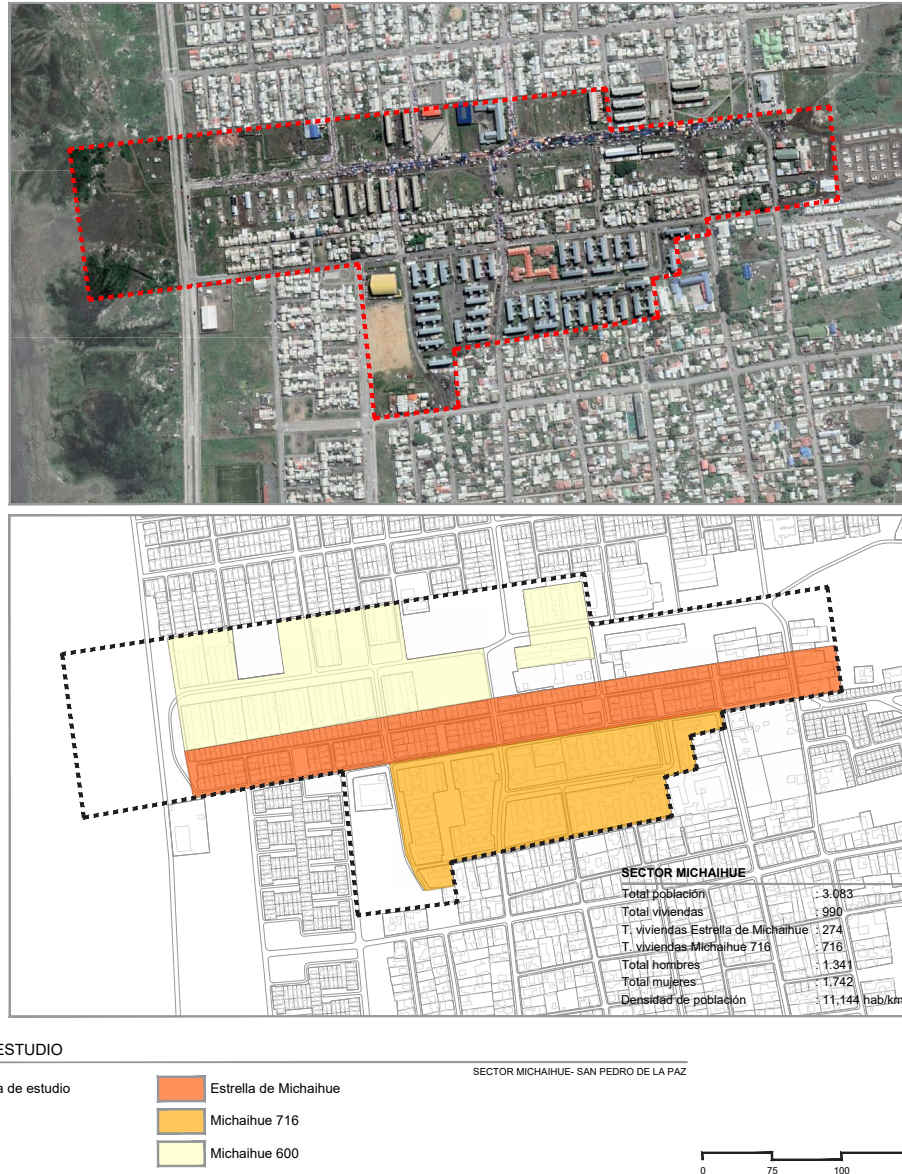 SECTOR MICHAIHUE
Total población : 3.083
Total viviendas : 990
T. viviendas Estrella de Michaihue : 274
T. viviendas Michaihue 716 : 716
Total hombres : 1.341
Total mujeres : 1.742
Densidad de población : 11,144 hab/km
ESTUDIO
SECTOR MICHAIHUE- SAN PEDRO DE LA PAZ
a de estudio
Estrella de Michaihue
Michaihue 716
Michaihue 600
0 75 100